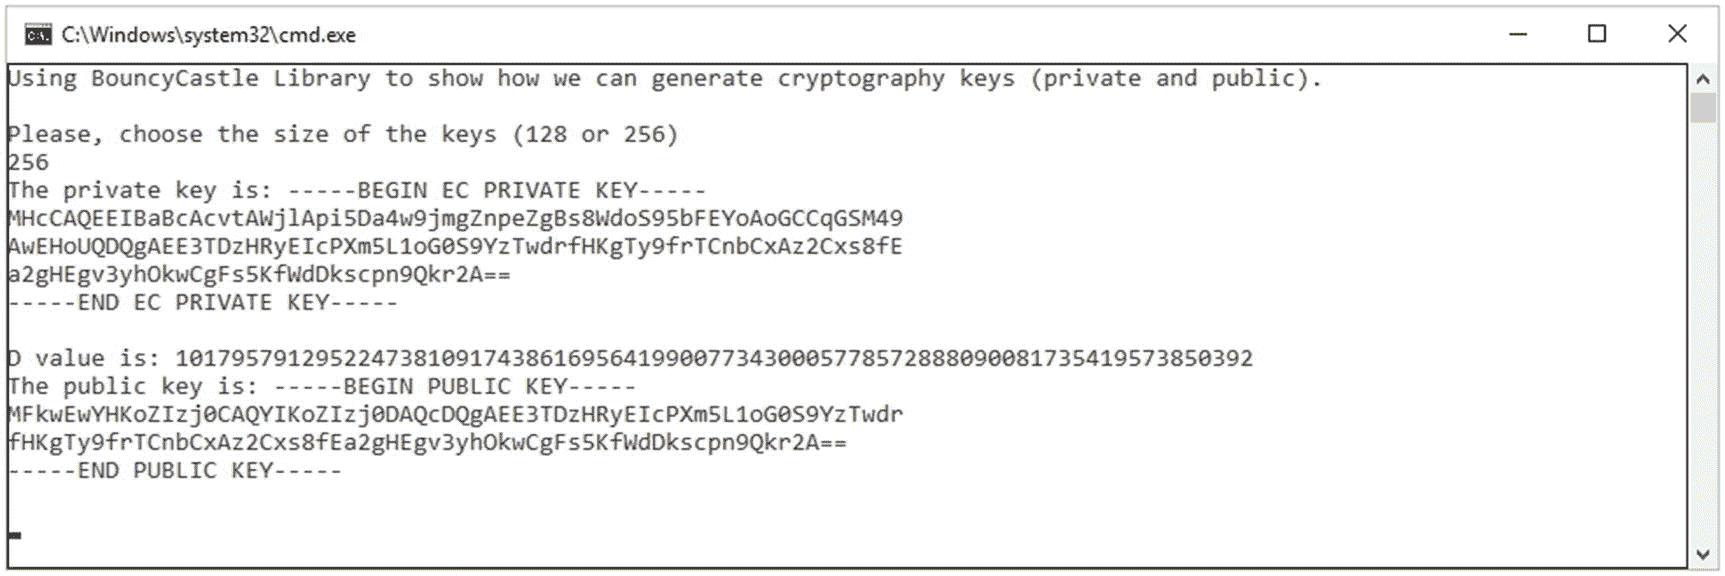 C:\Windows\system32\cmd.exe
Using BouncyCastle Library to show how we can generate cryptography keys (private and public).
Please, choose the size of the keys (128 or 256)
256
The private key is: -----BEGIN EC PRIVATE KEY-----
MHcCAQEEIBaBcAcvtAWjlApi5Da4w9jmgZnpeZgBs8WdoS95bFEYoAoGCCqGSM49
AwEHoUQDQgAEE3TDzHRyEIcPXm5L1oG0S9YzTwdrfHKgTy9frTCnbCxAz2Cxs8fE
a2gHEgv3yhOkwCgFs5KfWdDkscpn9Qkr2A==
-----END EC PRIVATE KEY-----
D value is: 10179579129522473810917438616956419900773430005778572888090081735419573850392
The public key is: -----BEGIN PUBLIC KEY-----
MFkwEwYHKoZIzj0CAQYIKoZIzj0DAQcDQgAEE3TDzHRyEIcPXm5L1oG0S9YzTwdr
fHKgTy9frTCnbCxAz2Cxs8fEa2gHEgv3yhOkwCgFs5KfWdDkscpn9Qkr2A==
-----END PUBLIC KEY-----